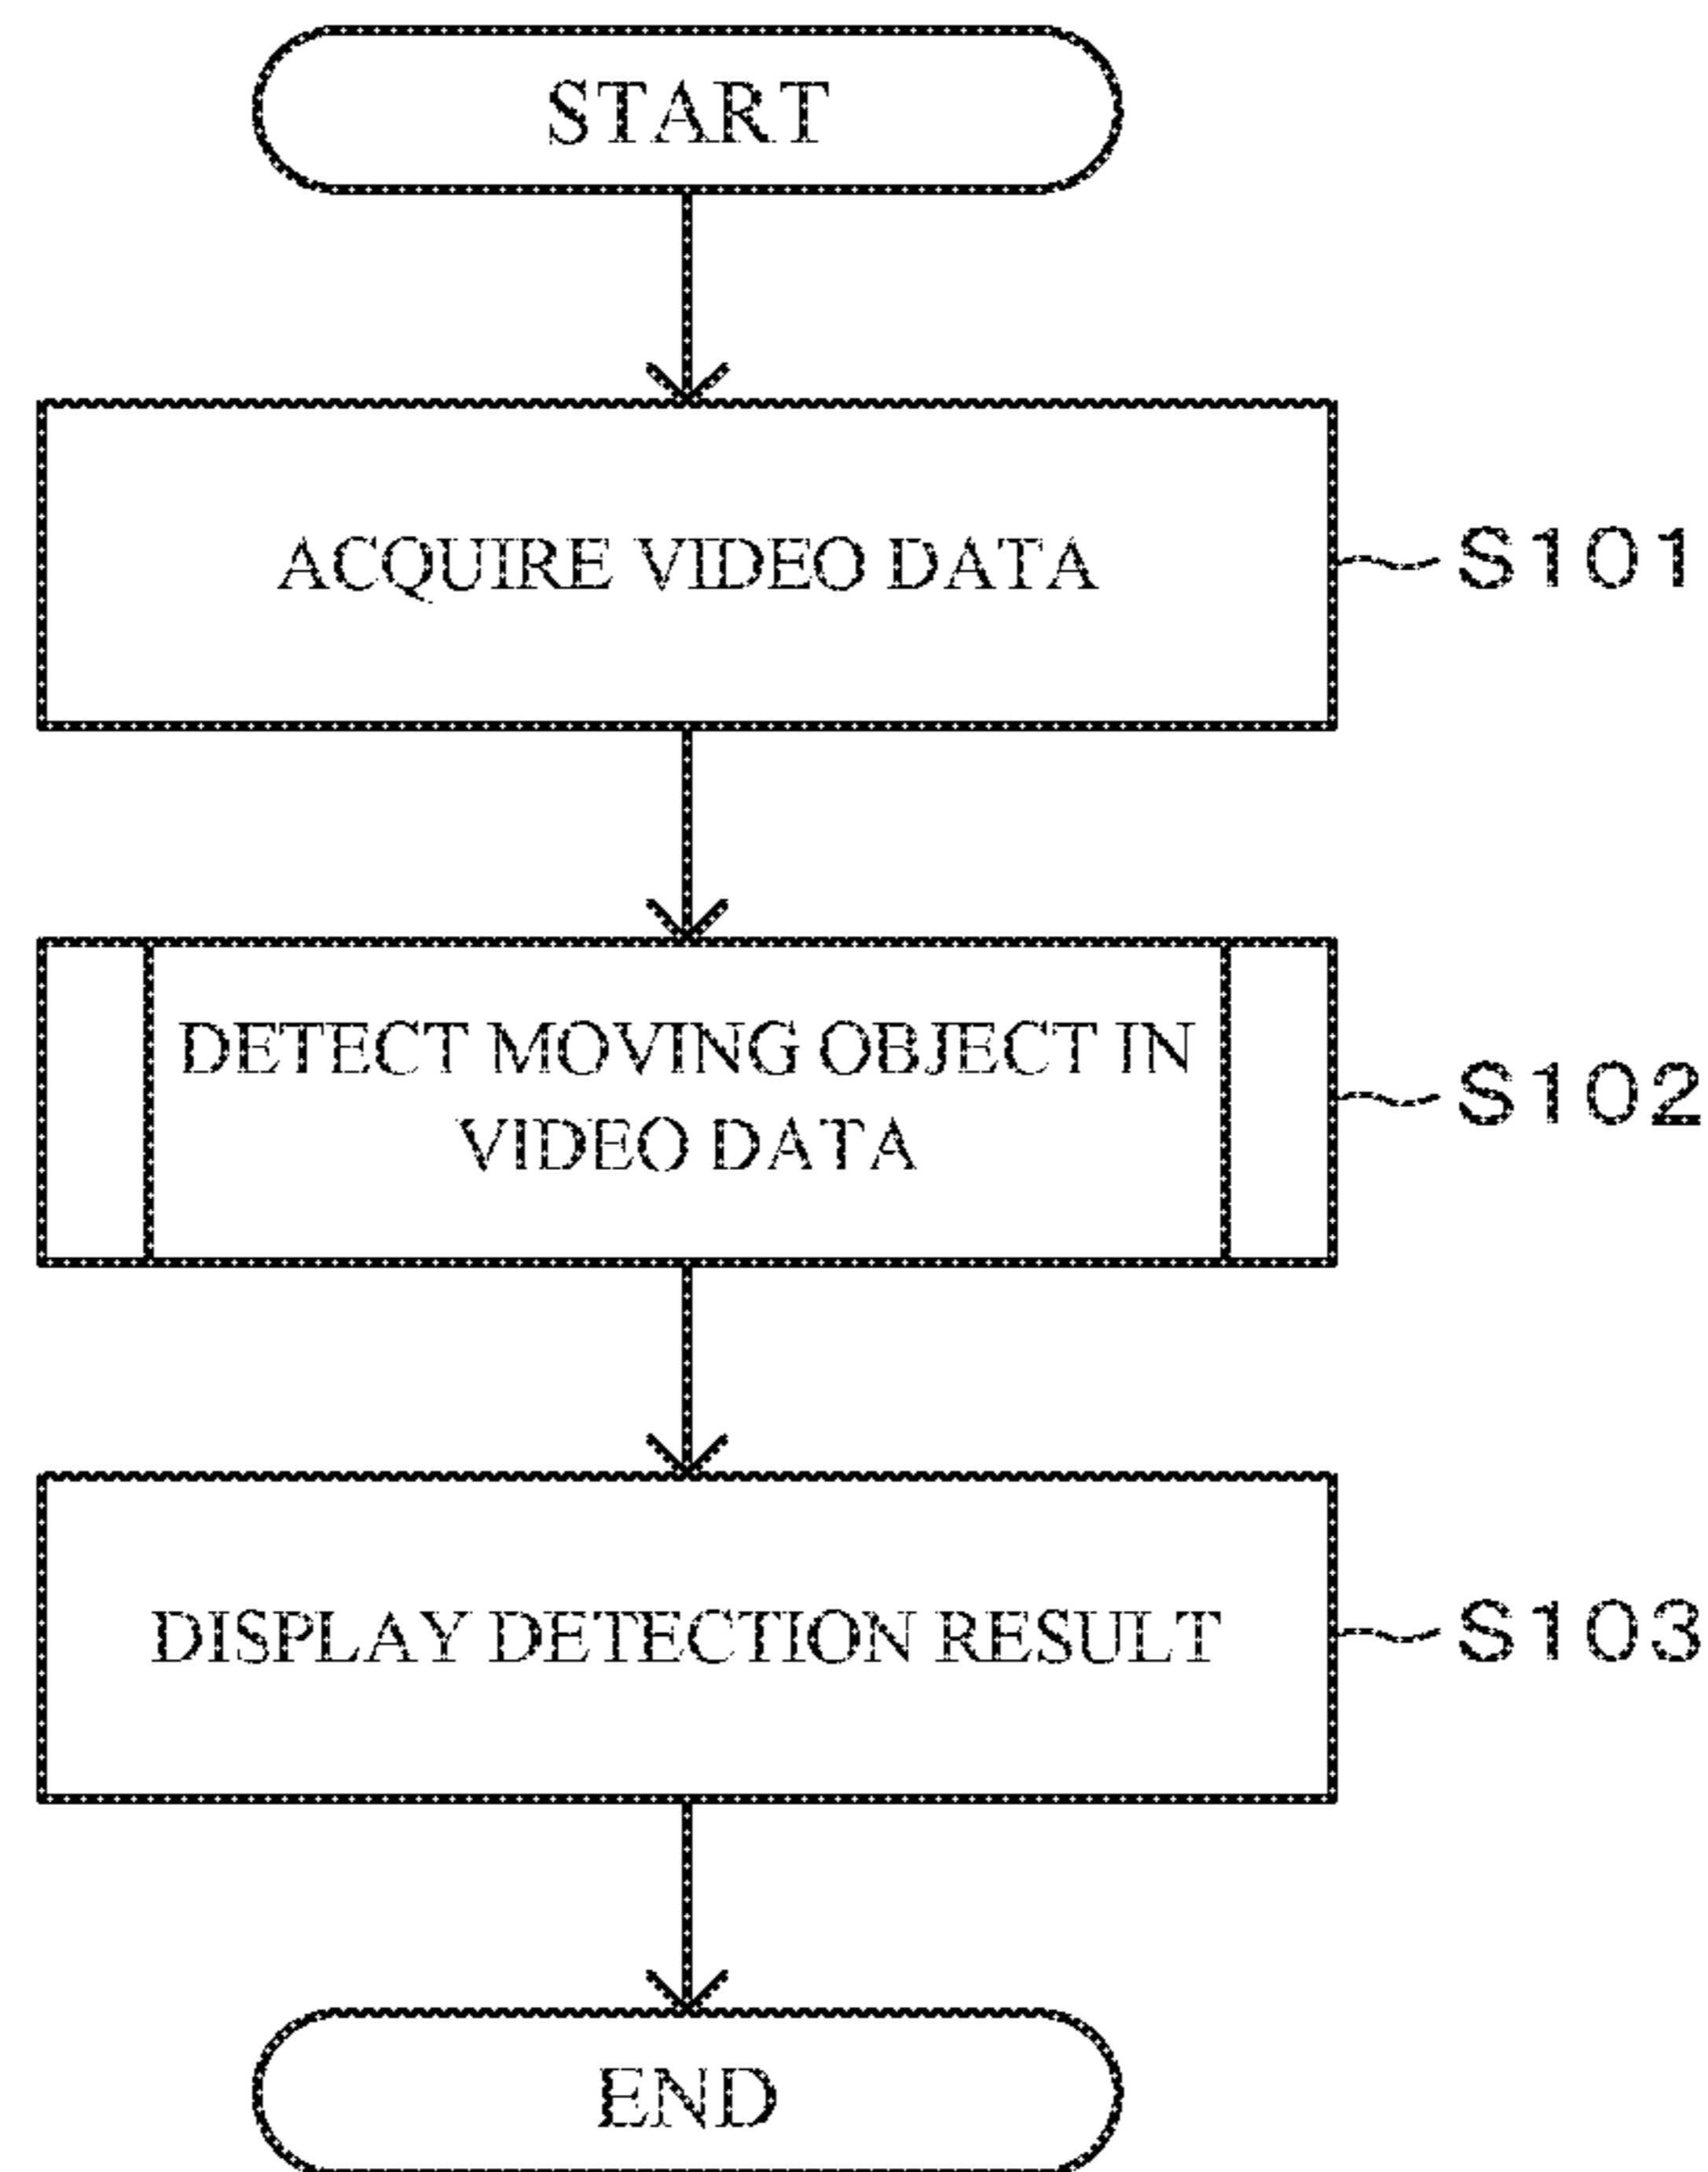 START
ACQUIRE VIDEO DATA
S101
DETECT MOVING OBJECT IN
VIDEO DATA
S102
DISPLAY DETECTION RESULT
S103
END